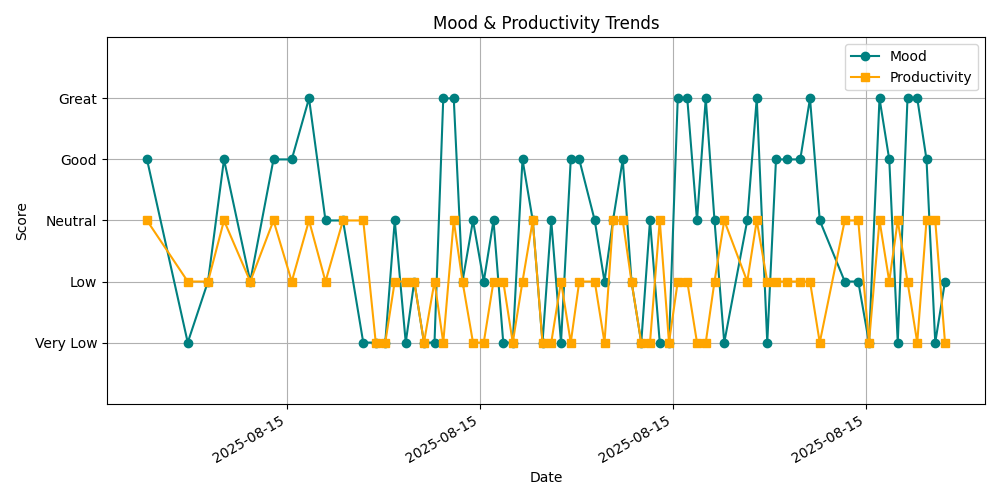 Mood & Productivity Trends
Mood
Productivity
Great
Good
Neutral
Low
Very Low
Score
2025-08-15
2025-08-15
2025-08-15
2025-08-15
Date